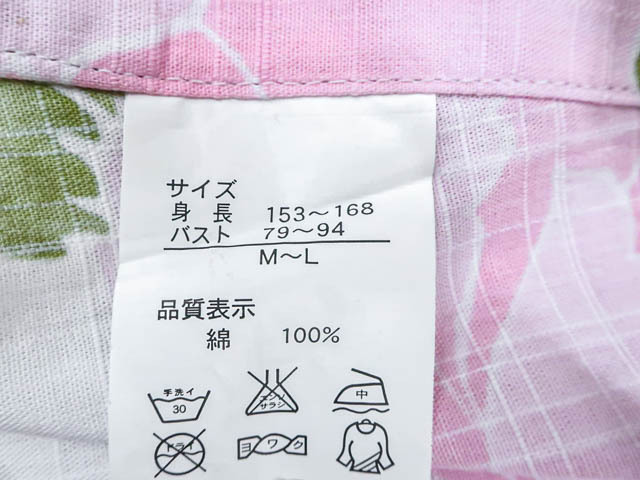 サイズ
身長 153〜168
バスト 79〜94
M〜L
品質表示
綿 100%
手洗イ
30
エンソ
サラシ
中
ドライ
ヨワク